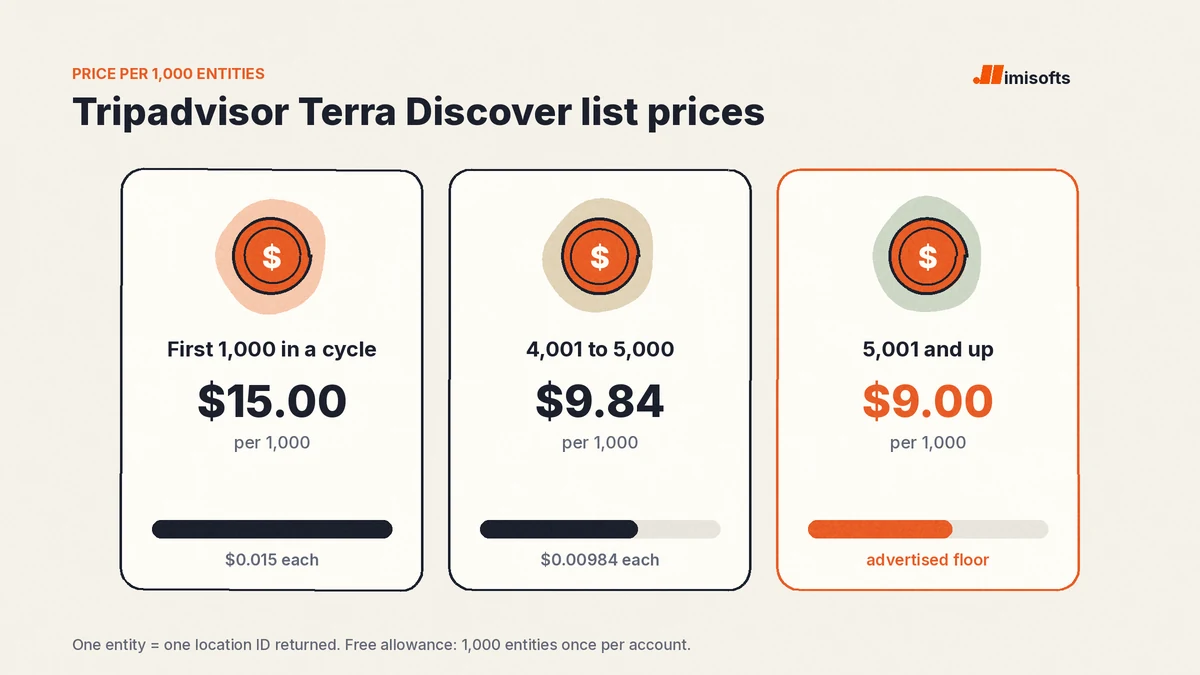 PRICE PER 1,000 ENTITIES
imisofts
Tripadvisor Terra Discover list prices
$
First 1,000 in a cycle
$15.00
per 1,000
$0.015 each
$
4,001 to 5,000
$9.84
per 1,000
$0.00984 each
$
5,001 and up
$9.00
per 1,000
advertised floor
One entity = one location ID returned. Free allowance: 1,000 entities once per account.